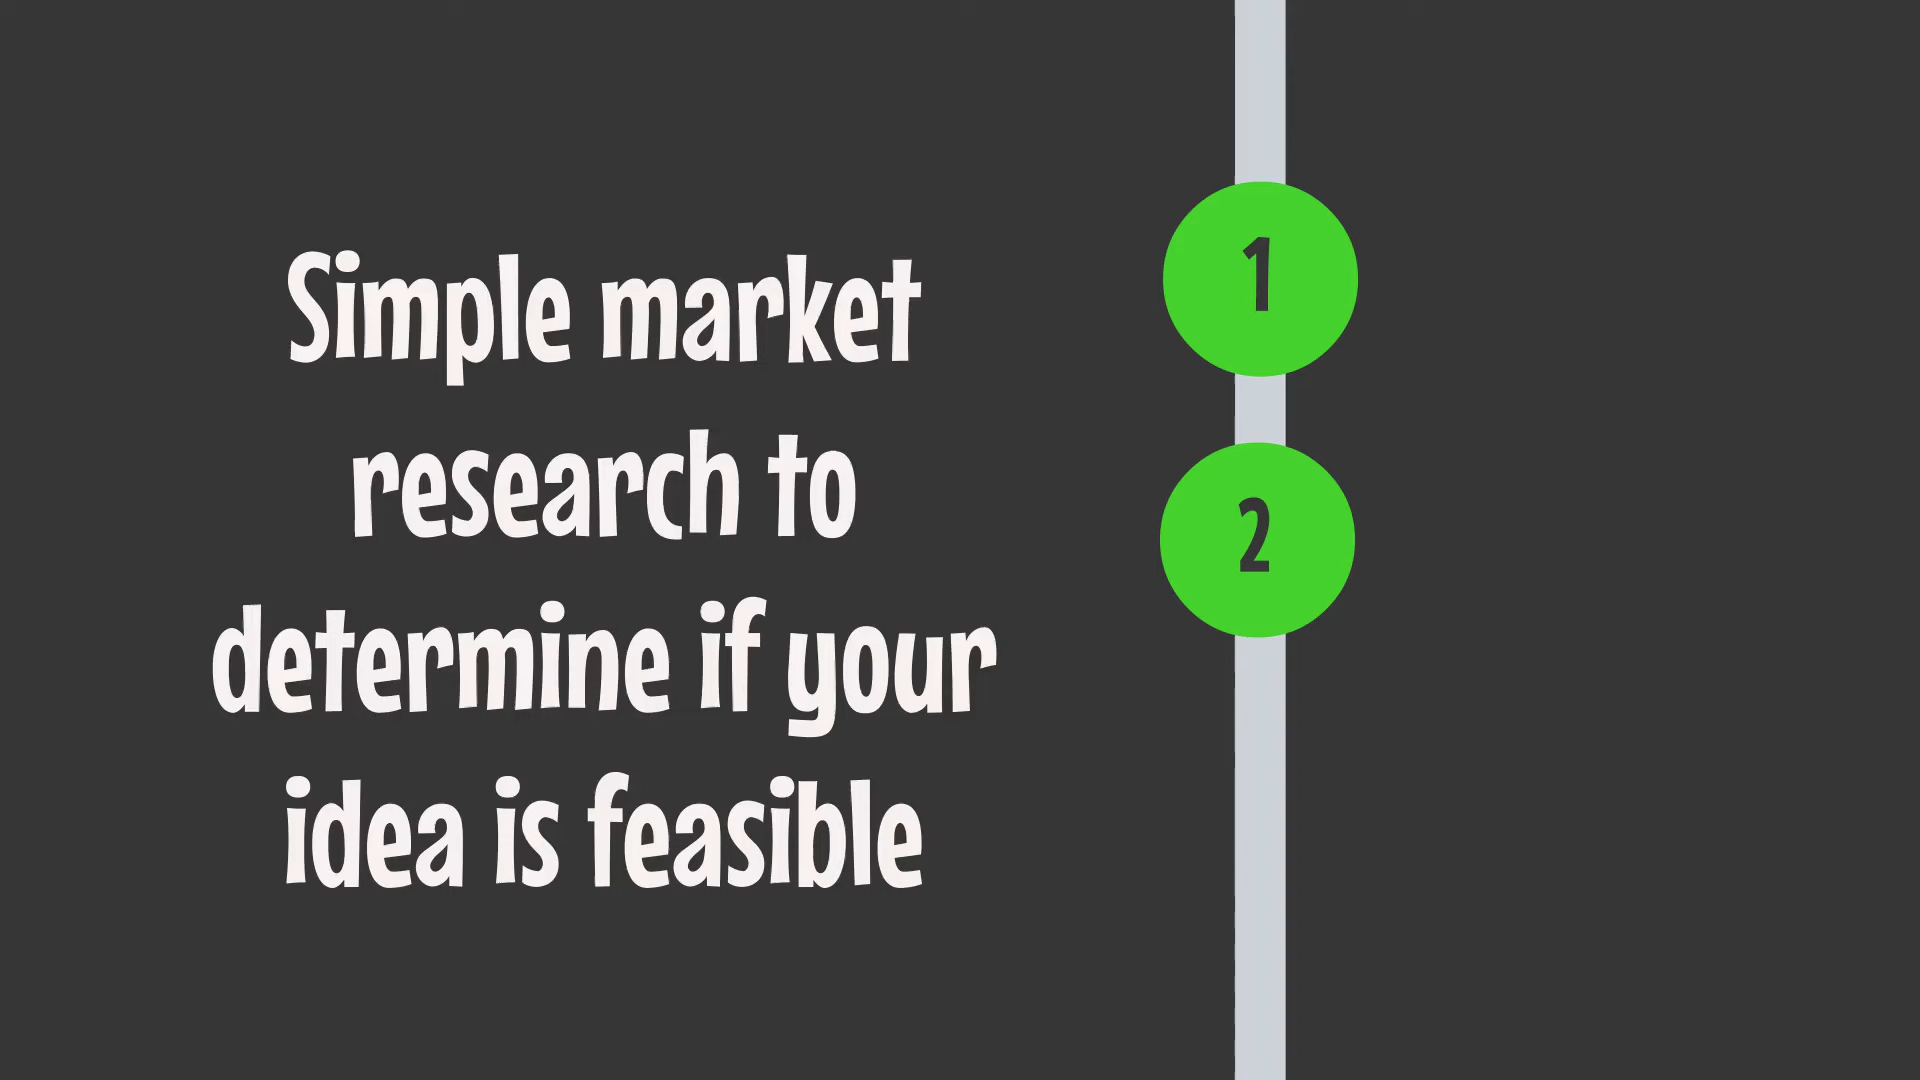 Simple market
research to
determine if your
idea is feasible
1
2